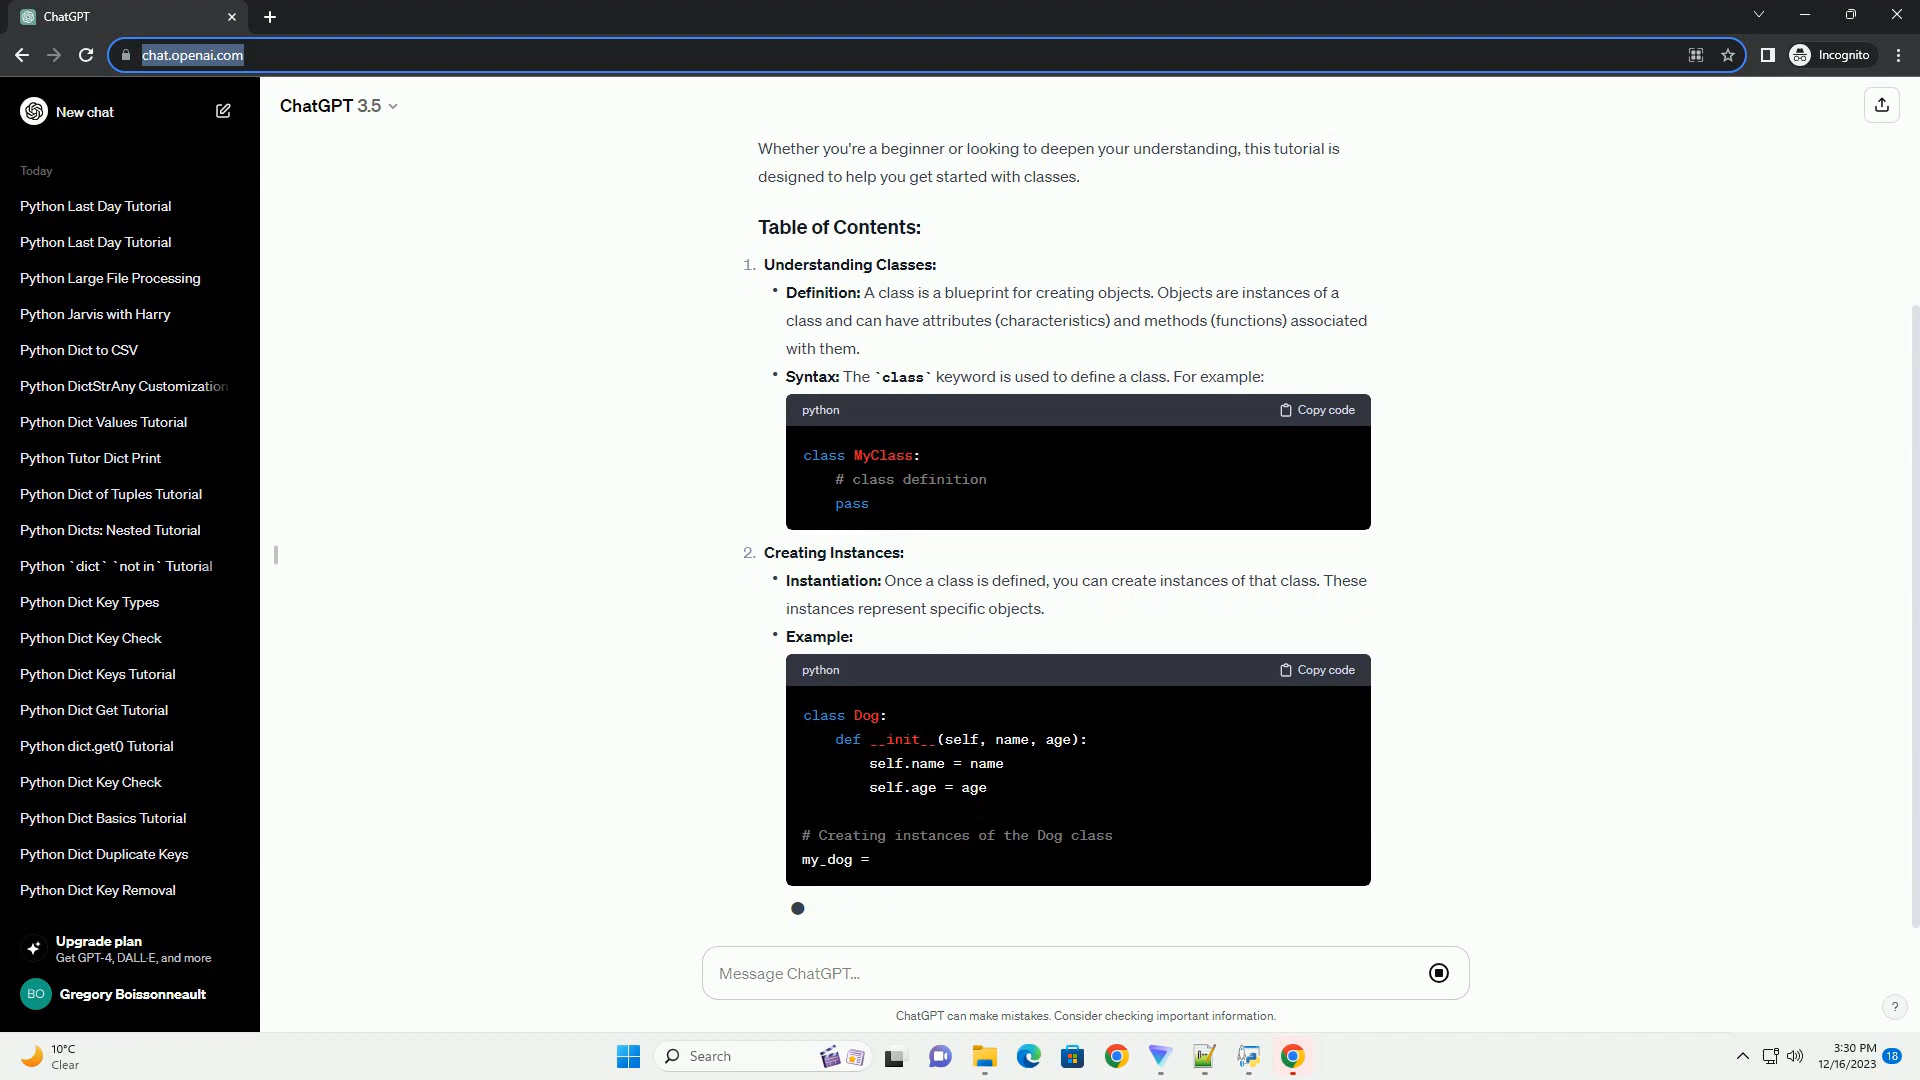 ChatGPT
chat.openai.com
Incognito
New chat
Today
Python Last Day Tutorial
Python Last Day Tutorial
Python Large File Processing
Python Jarvis with Harry
Python Dict to CSV
Python DictStrAny Customization
Python Dict Values Tutorial
Python Tutor Dict Print
Python Dict of Tuples Tutorial
Python Dicts: Nested Tutorial
Python `dict` `not in` Tutorial
Python Dict Key Types
Python Dict Key Check
Python Dict Keys Tutorial
Python Dict Get Tutorial
Python dict.get() Tutorial
Python Dict Key Check
Python Dict Basics Tutorial
Python Dict Duplicate Keys
Python Dict Key Removal
Upgrade plan
Get GPT-4, DALL·E, and more
BO Gregory Boissonneault
ChatGPT 3.5
Whether you're a beginner or looking to deepen your understanding, this tutorial is
designed to help you get started with classes.
Table of Contents:
1. Understanding Classes:
• Definition: A class is a blueprint for creating objects. Objects are instances of a
class and can have attributes (characteristics) and methods (functions) associated
with them.
• Syntax: The `class` keyword is used to define a class. For example:
python Copy code
class MyClass:
# class definition
pass
2. Creating Instances:
• Instantiation: Once a class is defined, you can create instances of that class. These
instances represent specific objects.
• Example:
python Copy code
class Dog:
def __init__(self, name, age):
self.name = name
self.age = age
# Creating instances of the Dog class
my_dog =
Message ChatGPT...
ChatGPT can make mistakes. Consider checking important information.
?
10°C
Clear
Search
3:30 PM
12/16/2023
18